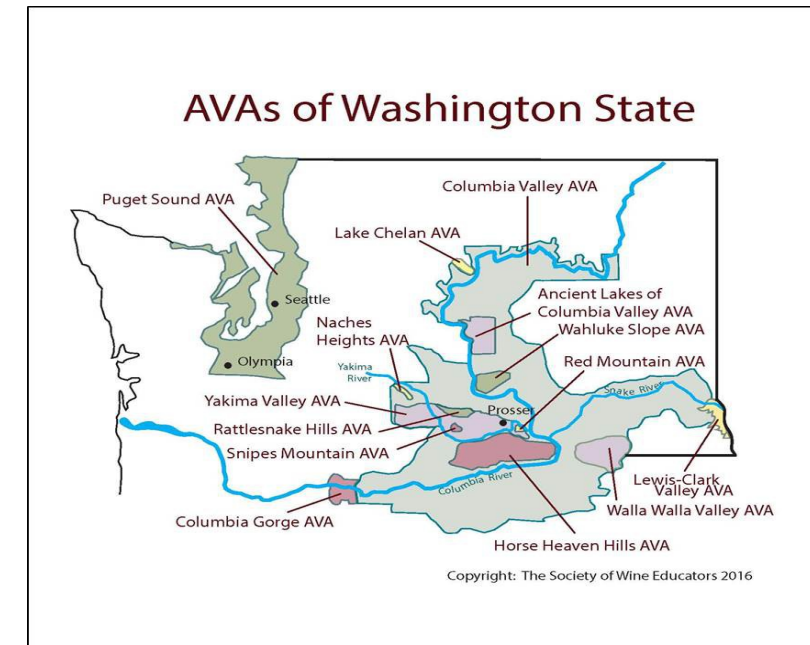 AVAs of Washington State
Columbia Valley AVA
Puget Sound AVA
Lake Chelan AVA
Ancient Lakes of
Columbia Valley AVA
Seattle
Naches
Heights AVA
Wahluke Slope AVA
Olympia
Yakima
River
Red Mountain AVA
Snake River
Yakima Valley AVA
Prosser
Rattlesnake Hills AVA
Snipes Mountain AVA
Lewis-Clark
Valley AVA
Columbia River
Walla Walla Valley AVA
Columbia Gorge AVA
Horse Heaven Hills AVA
Copyright: The Society of Wine Educators 2016